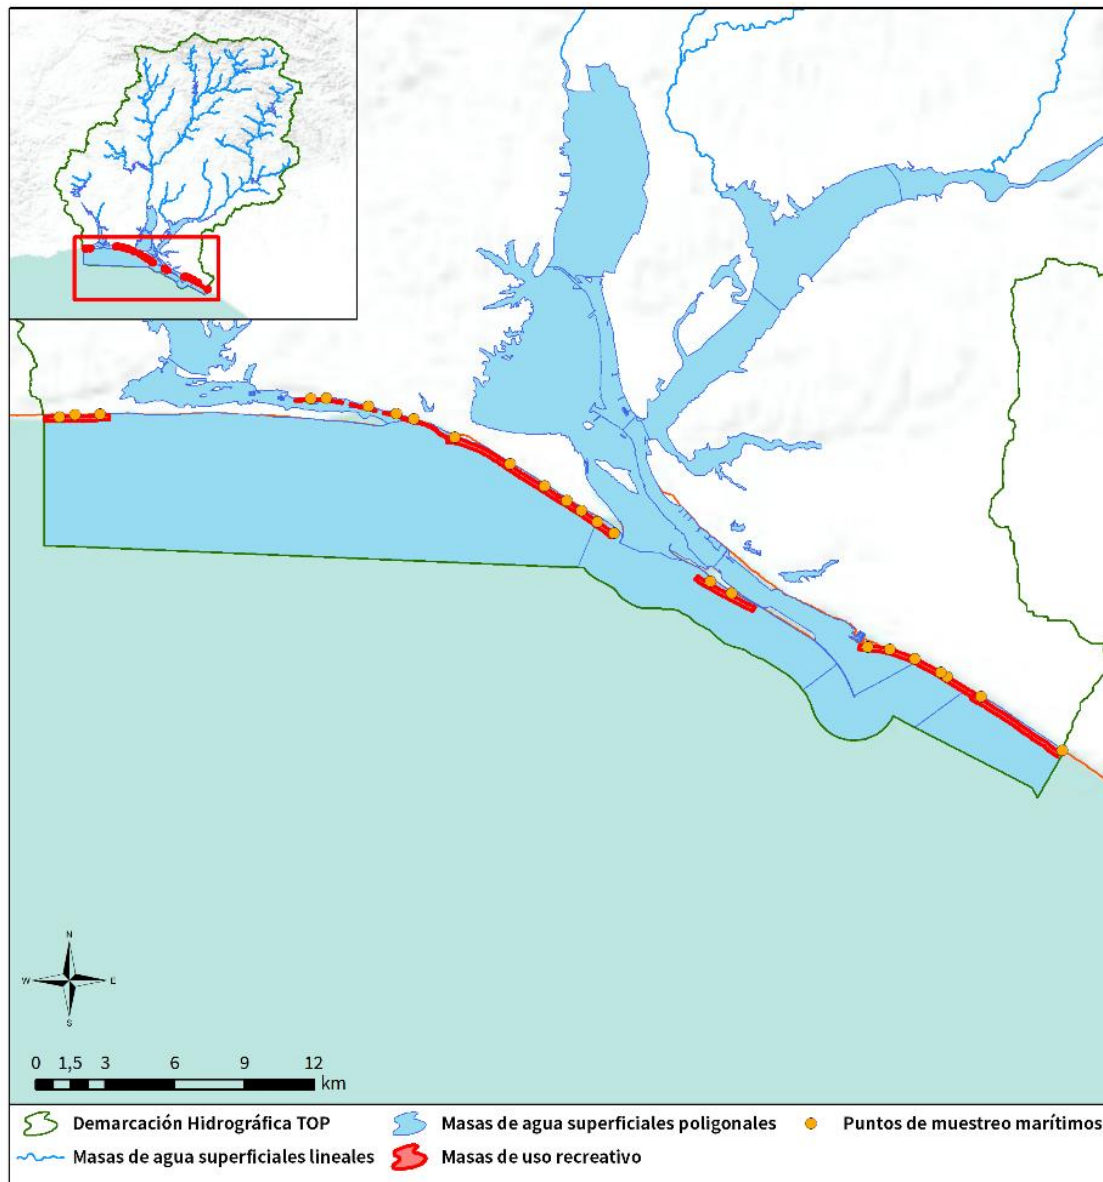 N
W E
S
0 1,5 3 6 9 12
km
Demarcación Hidrográfica TOP Masas de agua superficiales poligonales Puntos de muestreo marítimos
Masas de agua superficiales lineales Masas de uso recreativo